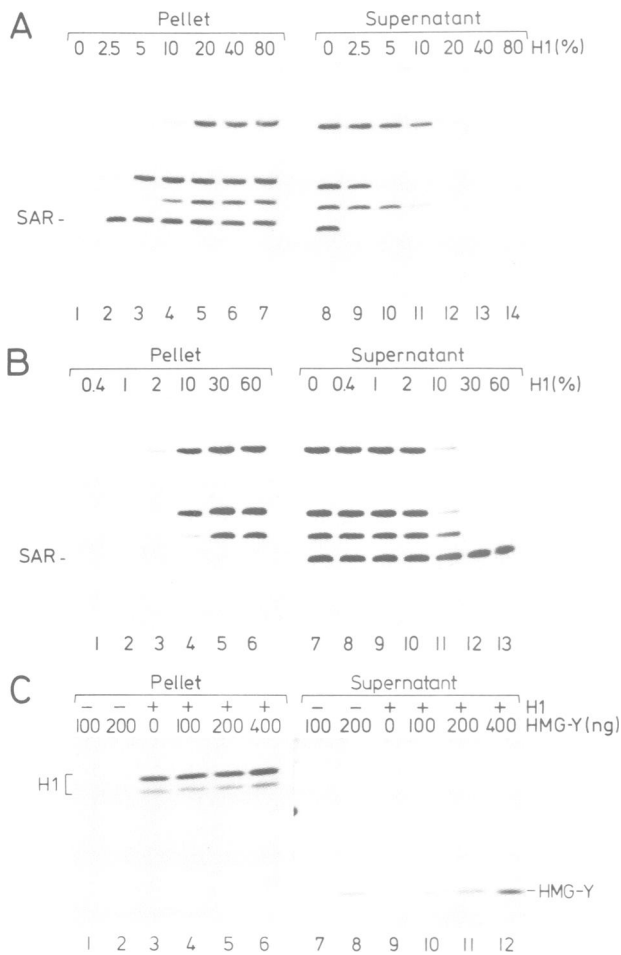 A
Pellet Supernatant
0 2.5 5 10 20 40 80 0 2.5 5 10 20 40 80 H1(%)
SAR-
1 2 3 4 5 6 7 8 9 10 11 12 13 14
B
Pellet Supernatant
0.4 1 2 10 30 60 0 0.4 1 2 10 30 60 H1(%)
SAR-
1 2 3 4 5 6 7 8 9 10 11 12 13
C
Pellet Supernatant
- - + + + + - - + + + + H1
100 200 0 100 200 400 100 200 0 100 200 400 HMG-Y(ng)
H1[
-HMG-Y
1 2 3 4 5 6 7 8 9 10 11 12